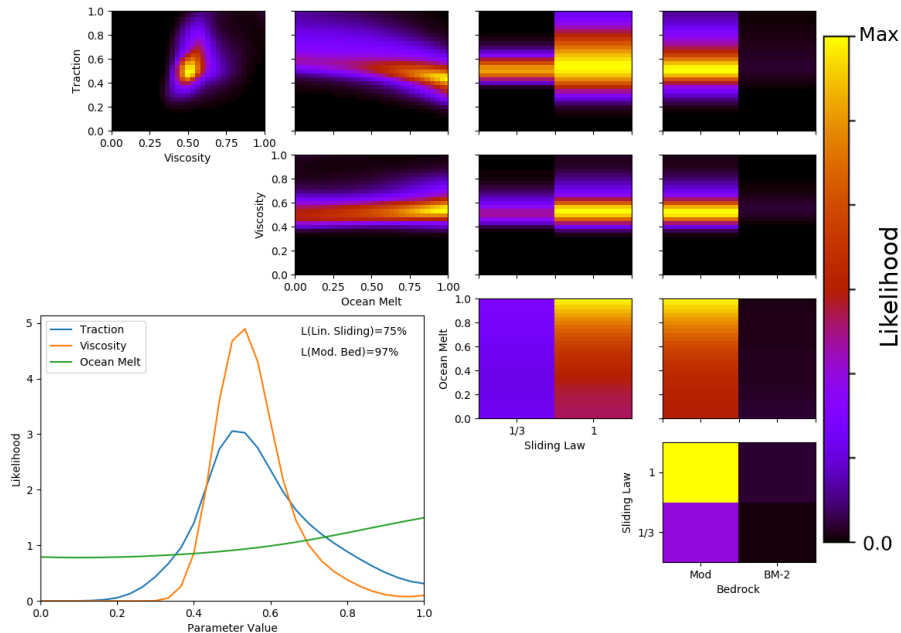 1.0
0.8
0.6
0.4
0.2
0.0
Traction
0.00 0.25 0.50 0.75 1.00
Viscosity
Max
1.0
0.8
0.6
0.4
0.2
0.0
Viscosity
0.00 0.25 0.50 0.75 1.00
Ocean Melt
Likelihood
0.0
1.0
0.8
0.6
0.4
0.2
0.0
Ocean Melt
1/3 1
Sliding Law
1
1/3
Sliding Law
Mod BM-2
Bedrock
Traction
Viscosity
Ocean Melt
L(Lin. Sliding)=75%
L(Mod. Bed)=97%
5
4
3
2
1
0
Likelihood
0.0 0.2 0.4 0.6 0.8 1.0
Parameter Value